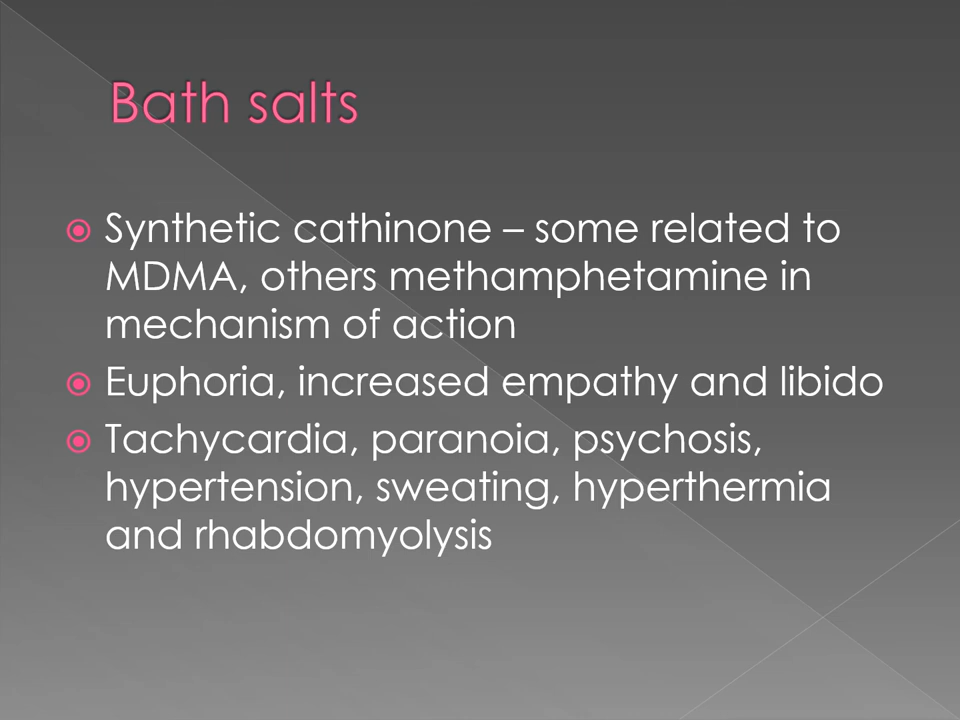 Bath salts
Synthetic cathinone – some related to
MDMA, others methamphetamine in
mechanism of action
Euphoria, increased empathy and libido
Tachycardia, paranoia, psychosis,
hypertension, sweating, hyperthermia
and rhabdomyolysis